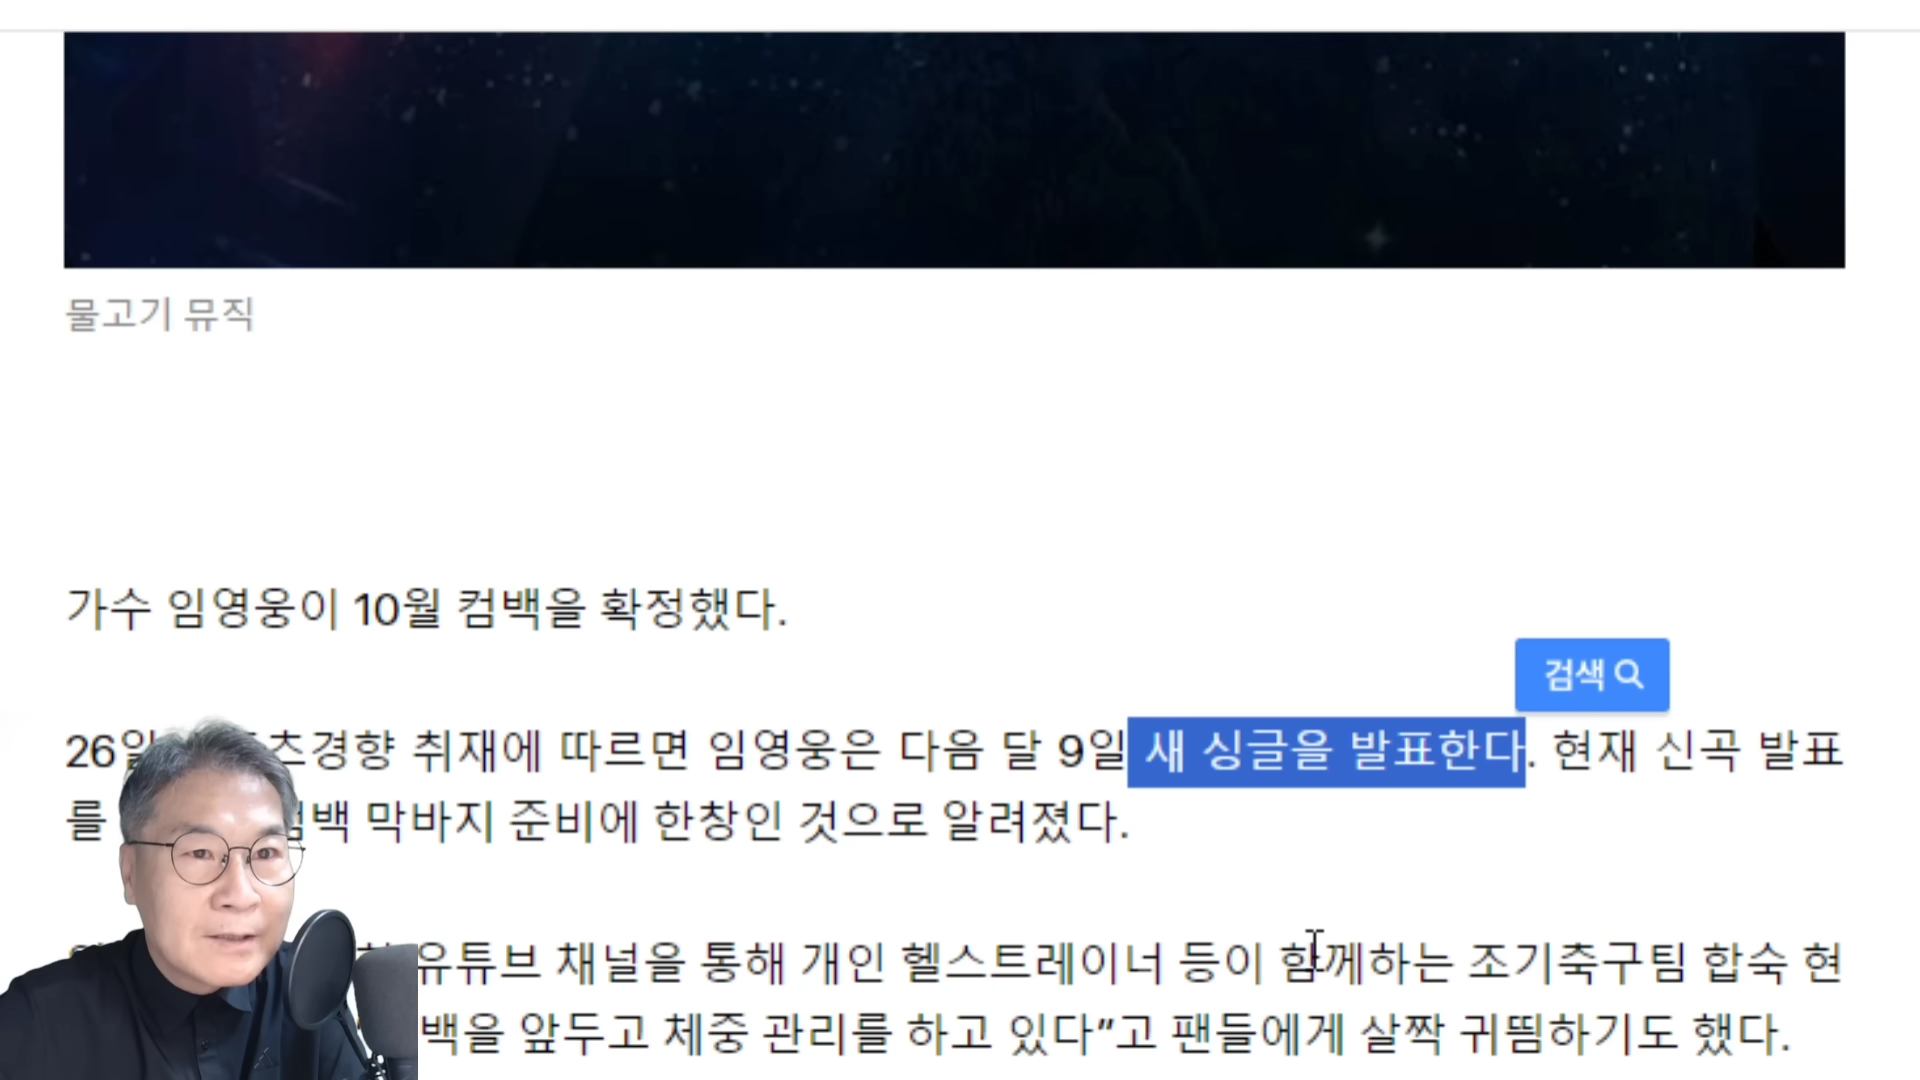 물고기 뮤직
가수 임영웅이 10월 컴백을 확정했다.
검색
26일 츠경향 취재에 따르면 임영웅은 다음 달 9일 새 싱글을 발표한다. 현재 신곡 발표
를 컴백 막바지 준비에 한창인 것으로 알려졌다.
유튜브 채널을 통해 개인 헬스트레이너 등이 함께하는 조기축구팀 합숙 현
백을 앞두고 체중 관리를 하고 있다”고 팬들에게 살짝 귀띔하기도 했다.